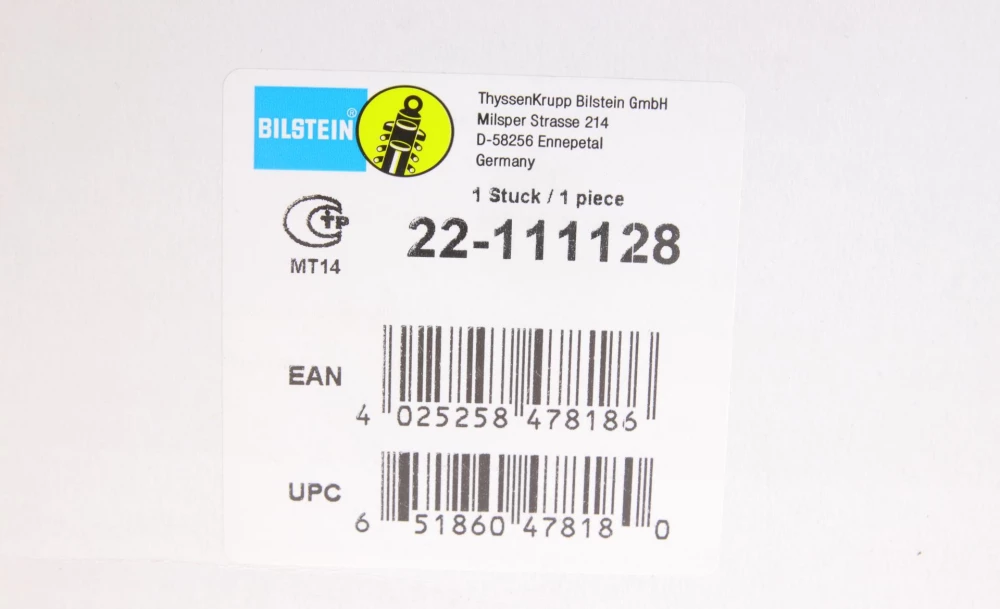 BILSTEIN®
ThyssenKrupp Bilstein GmbH
Milsper Strasse 214
D-58256 Ennepetal
Germany
1 Stuck / 1 piece
22-111128
MT14
EAN
4 025258 478186
UPC
6 51860 47818 0